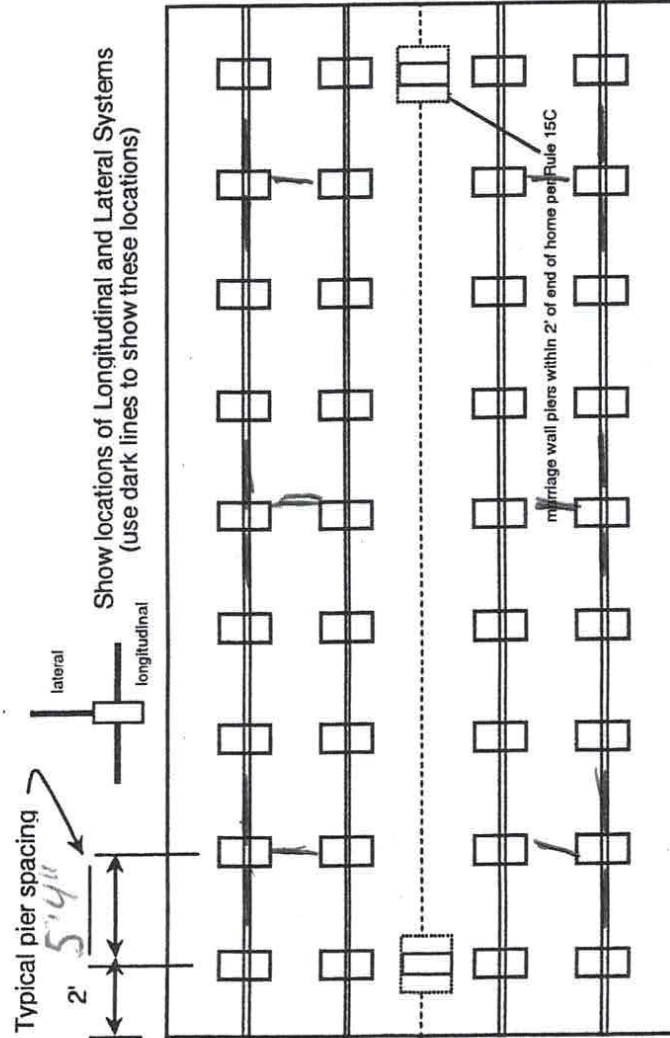 Typical pier spacing
5'4"
2'
lateral
longitudinal
Show locations of Longitudinal and Lateral Systems
(use dark lines to show these locations)
marriage wall piers within 2' of end of home per Rule 15C